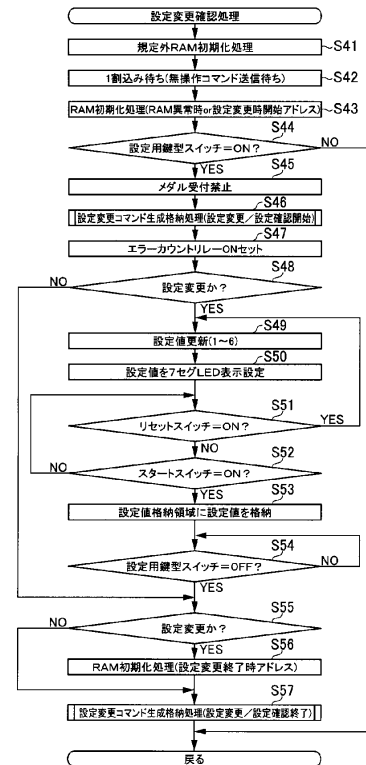 設定変更確認処理
規定外RAM初期化処理
S41
1割込み待ち(無操作コマンド送信待ち)
S42
RAM初期化処理(RAM異常時or設定変更時開始アドレス)
S43
S44
設定用鍵型スイッチ=ON?
NO
YES
S45
メダル受付禁止
S46
設定変更コマンド生成格納処理(設定変更/設定確認開始)
S47
エラーカウントリレーONセット
S48
設定変更か?
NO
YES
S49
設定値更新(1~6)
S50
設定値を7セグLED表示設定
S51
リセットスイッチ=ON?
YES
NO
S52
スタートスイッチ=ON?
NO
YES
S53
設定値格納領域に設定値を格納
S54
設定用鍵型スイッチ=OFF?
NO
YES
S55
設定変更か?
NO
YES
S56
RAM初期化処理(設定変更終了時アドレス)
S57
設定変更コマンド生成格納処理(設定変更/設定確認終了)
戻る